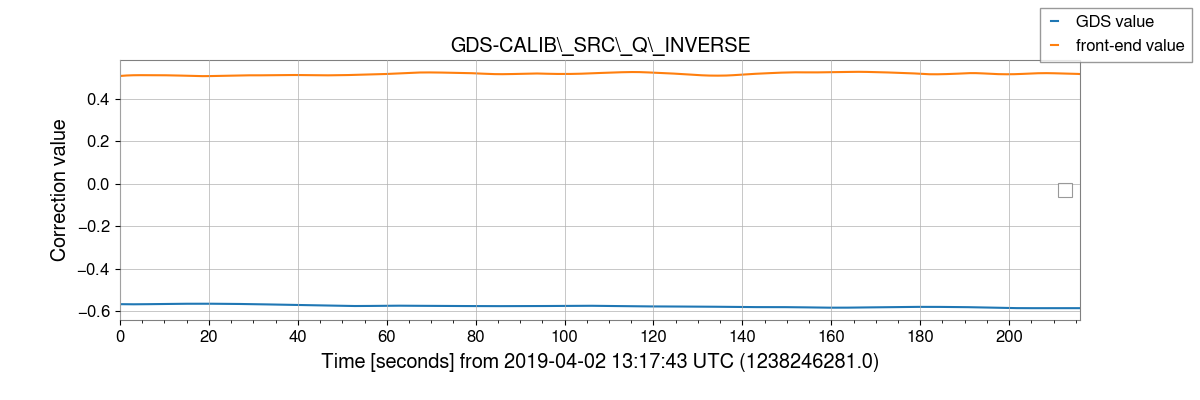 GDS value
front-end value
GDS-CALIB\_SRC\_Q\_INVERSE
Correction value
0.4
0.2
0.0
−0.2
−0.4
−0.6
0 20 40 60 80 100 120 140 160 180 200
Time [seconds] from 2019-04-02 13:17:43 UTC (1238246281.0)